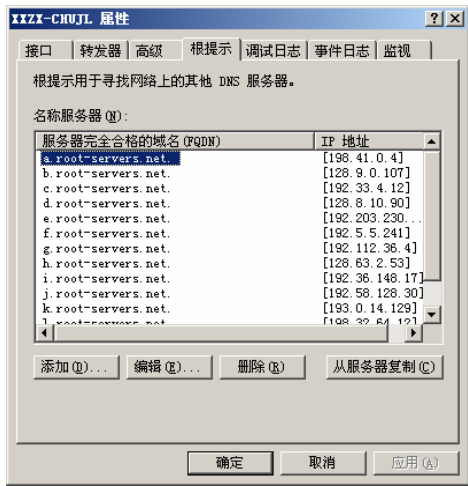 XXZX-CHUJL 属性
接口 转发器 高级 根提示 调试日志 事件日志 监视
根提示用于寻找网络上的其他 DNS 服务器。
名称服务器(N):
服务器完全合格的域名(FQDN) IP 地址
a.root-servers.net. [198.41.0.4]
b.root-servers.net. [128.9.0.107]
c.root-servers.net. [192.33.4.12]
d.root-servers.net. [128.8.10.90]
e.root-servers.net. [192.203.230...
f.root-servers.net. [192.5.5.241]
g.root-servers.net. [192.112.36.4]
h.root-servers.net. [128.63.2.53]
i.root-servers.net. [192.36.148.17]
j.root-servers.net. [192.58.128.30]
k.root-servers.net. [193.0.14.129]
l.root-servers.net. [198.32.64.12]
添加(D)... 编辑(E)... 删除(R) 从服务器复制(C)
确定 取消 应用(A)